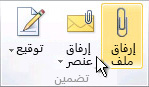 إرفاق ملف
إرفاق عنصر
توقيع
تضمين